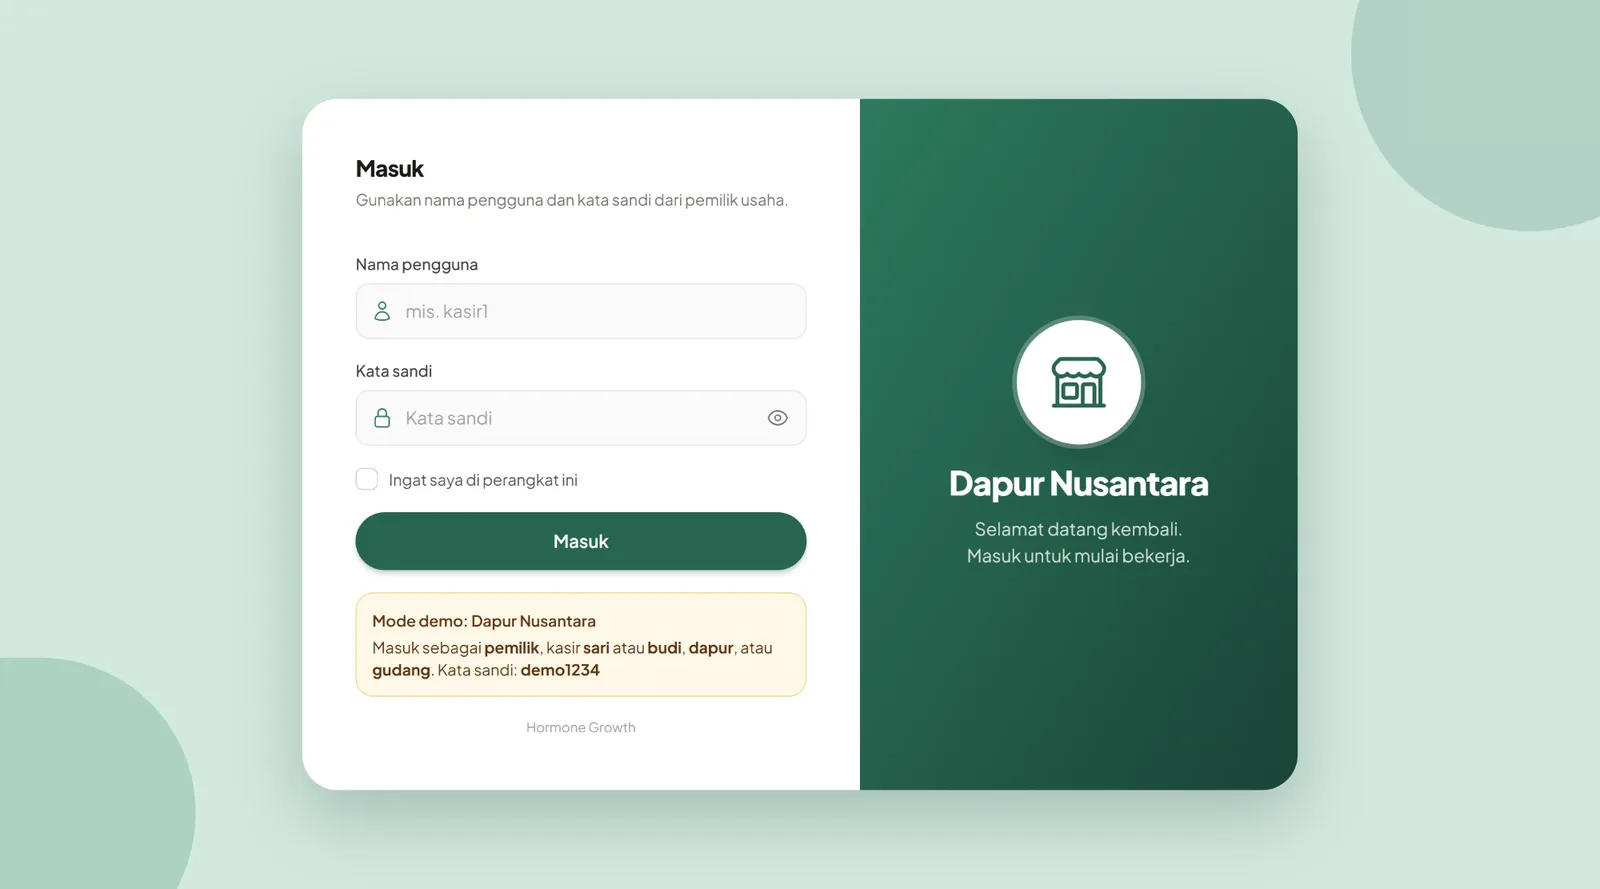 Masuk
Gunakan nama pengguna dan kata sandi dari pemilik usaha.
Nama pengguna
mis. kasir1
Kata sandi
Kata sandi
Ingat saya di perangkat ini
Masuk
Mode demo: Dapur Nusantara
Masuk sebagai pemilik, kasir sari atau budi, dapur, atau
gudang. Kata sandi: demo1234
Hormone Growth
Dapur Nusantara
Selamat datang kembali.
Masuk untuk mulai bekerja.